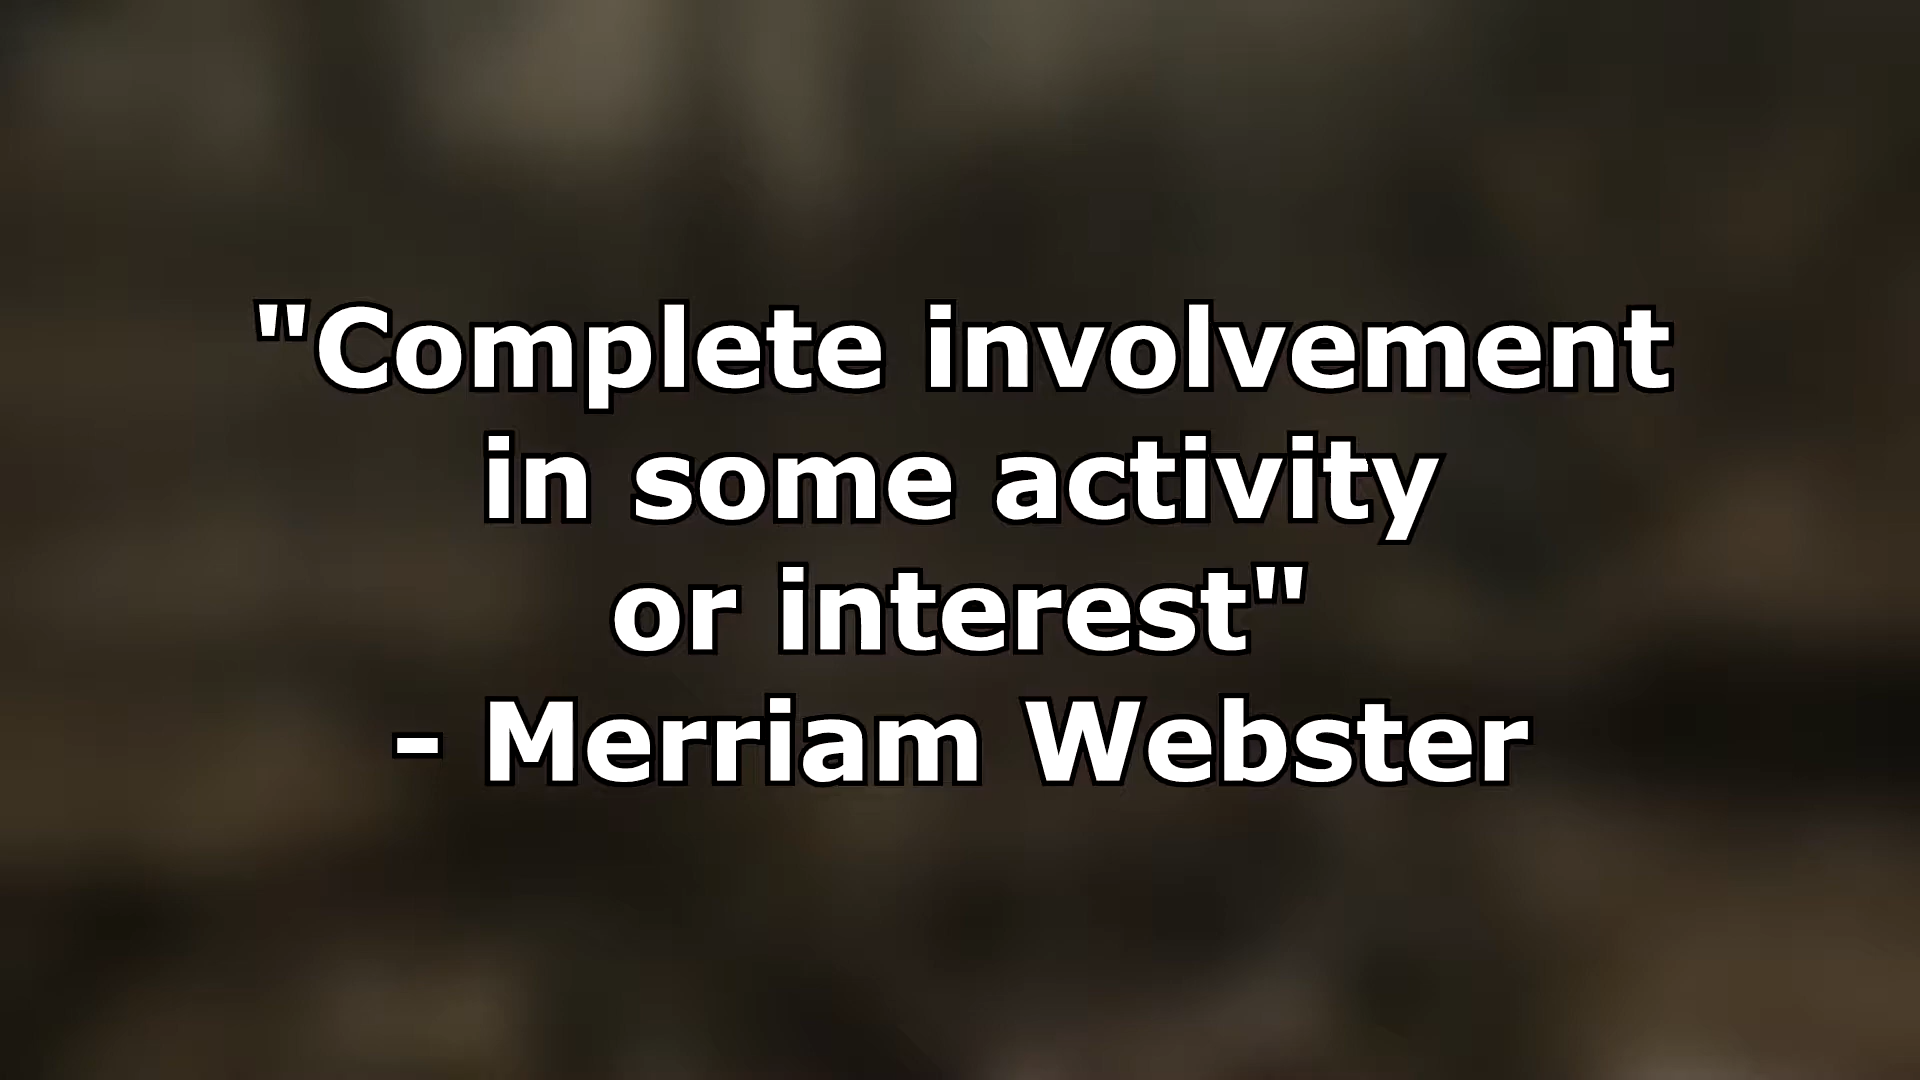 "Complete involvement
in some activity
or interest"
- Merriam Webster